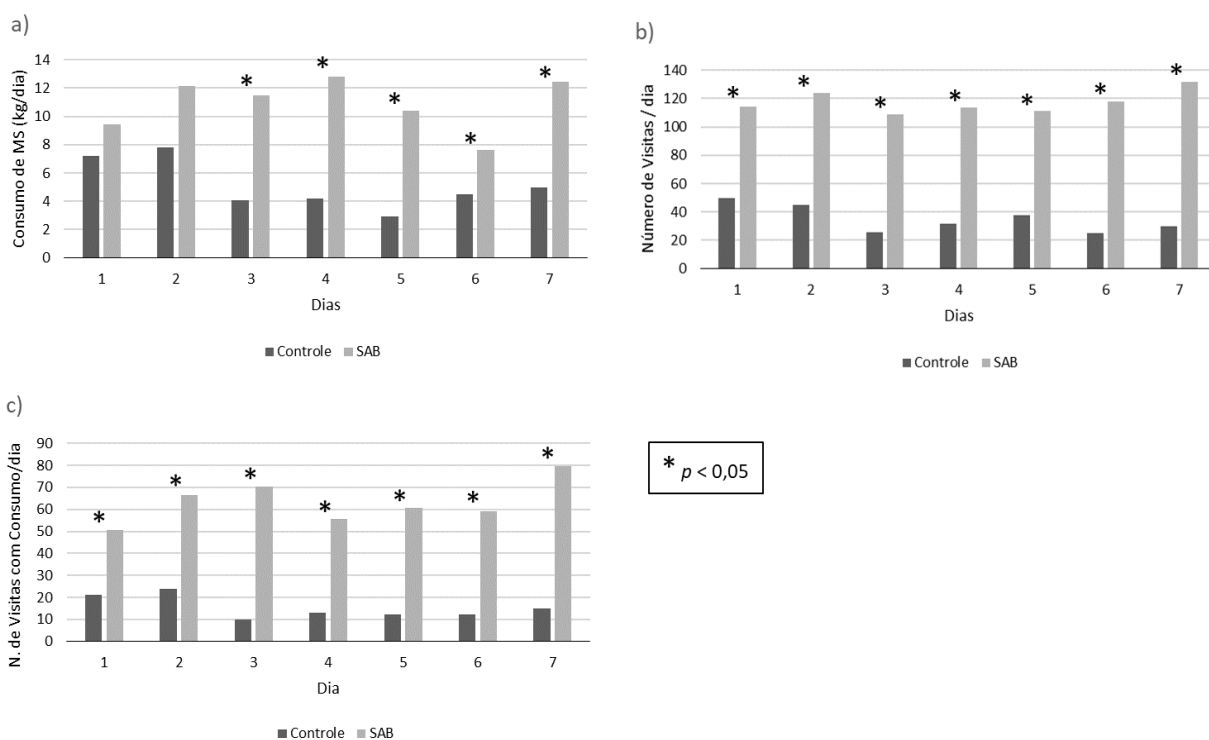 a)
Consumo de MS (kg/dia)
14
12
10
8
6
4
2
0
* * * * *
1 2 3 4 5 6 7
Dias
Controle SAB
b)
Número de Visitas / dia
140
120
100
80
60
40
20
0
* * * * * * *
1 2 3 4 5 6 7
Dias
Controle SAB
c)
N. de Visitas com Consumo/dia
90
80
70
60
50
40
30
20
10
0
* * * * * * *
1 2 3 4 5 6 7
Dia
Controle SAB
* p < 0,05